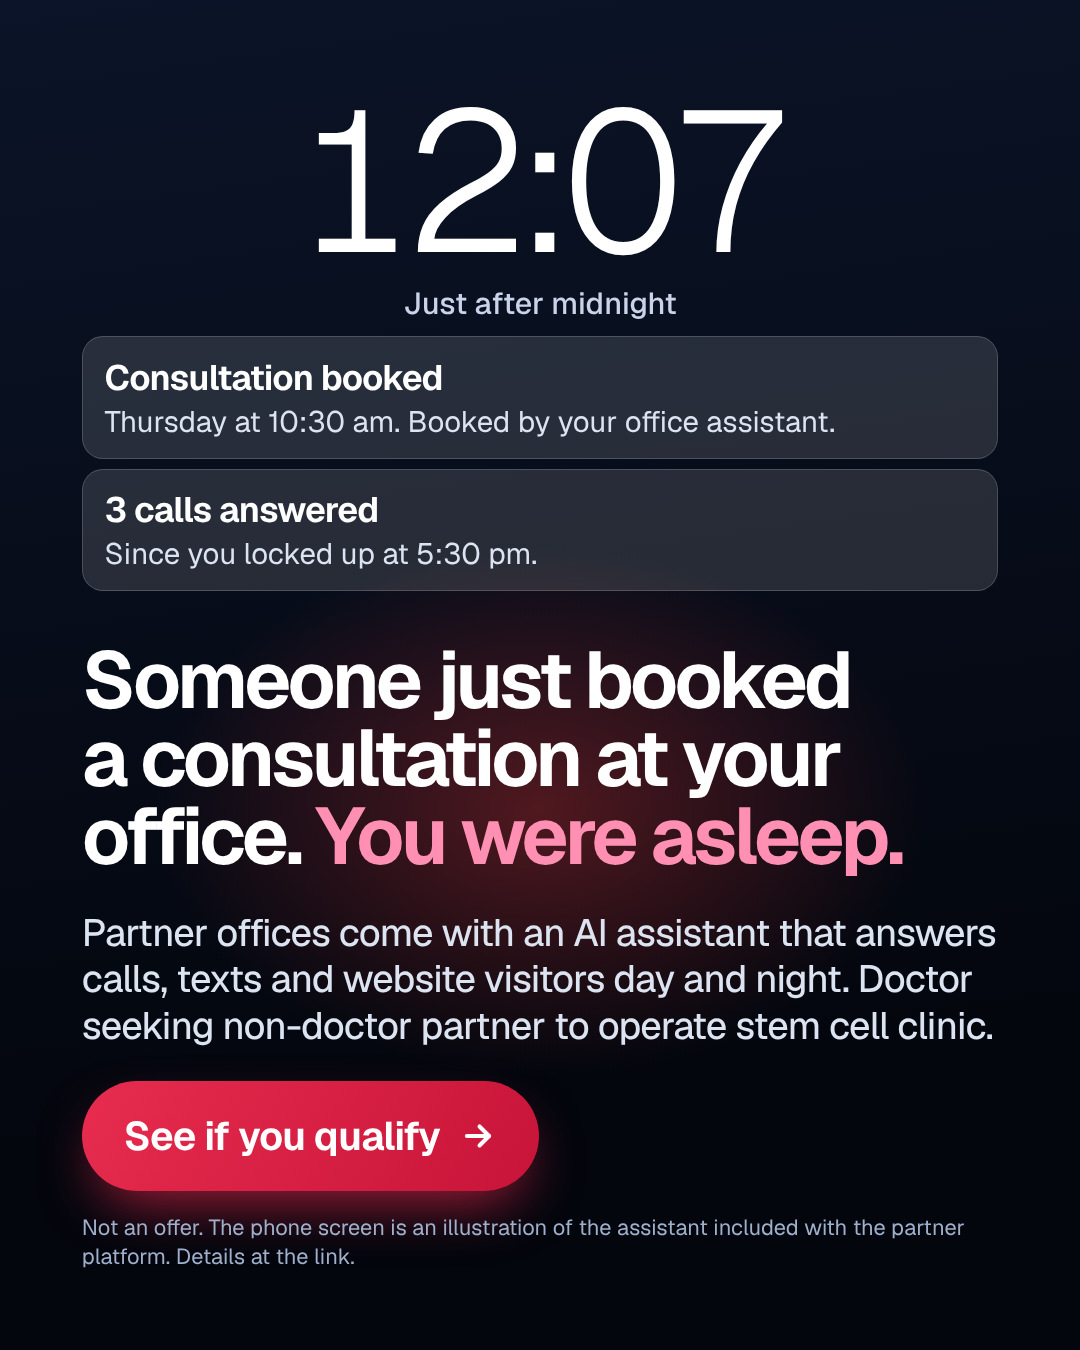 12:07
Just after midnight
Consultation booked
Thursday at 10:30 am. Booked by your office assistant.
3 calls answered
Since you locked up at 5:30 pm.
Someone just booked
a consultation at your
office. You were asleep.
Partner offices come with an AI assistant that answers
calls, texts and website visitors day and night. Doctor
seeking non-doctor partner to operate stem cell clinic.
See if you qualify →
Not an offer. The phone screen is an illustration of the assistant included with the partner
platform. Details at the link.